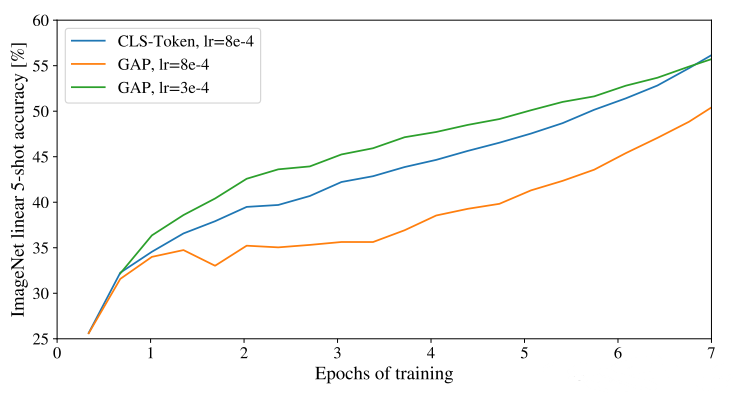 60
55
50
45
40
35
30
25
ImageNet linear 5-shot accuracy [%]
CLS-Token, lr=8e-4
GAP, lr=8e-4
GAP, lr=3e-4
0 1 2 3 4 5 6 7
Epochs of training